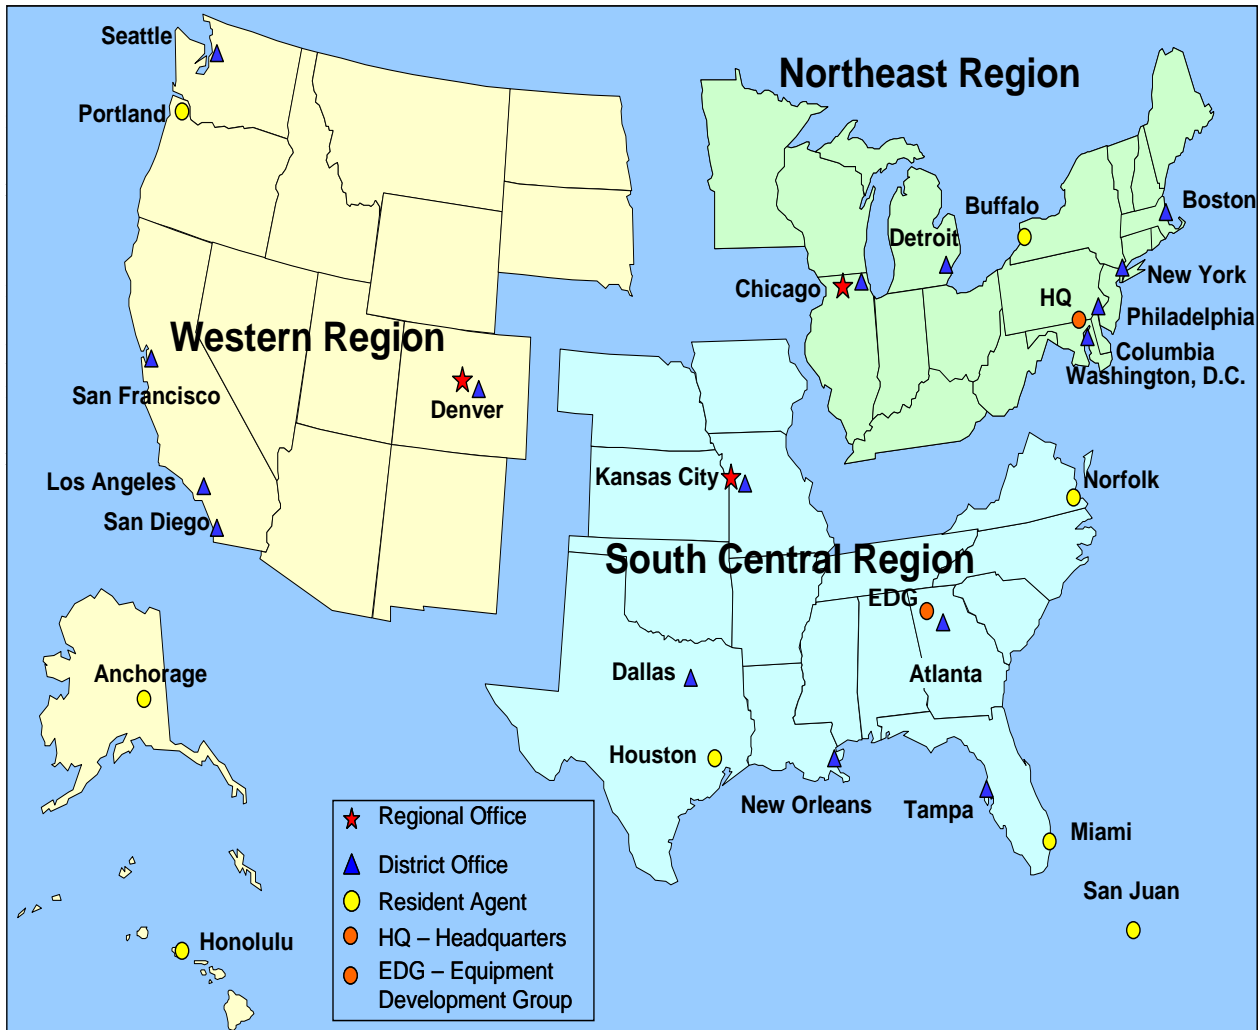 Seattle
Northeast Region
Portland
Buffalo
Boston
Detroit
Chicago
New York
HQ
Philadelphia
Western Region
Columbia
Washington, D.C.
San Francisco
Denver
Kansas City
Norfolk
Los Angeles
San Diego
South Central Region
EDG
Anchorage
Dallas
Atlanta
Houston
New Orleans
Tampa
Miami
San Juan
Honolulu
Regional Office
District Office
Resident Agent
HQ – Headquarters
EDG – Equipment
Development Group